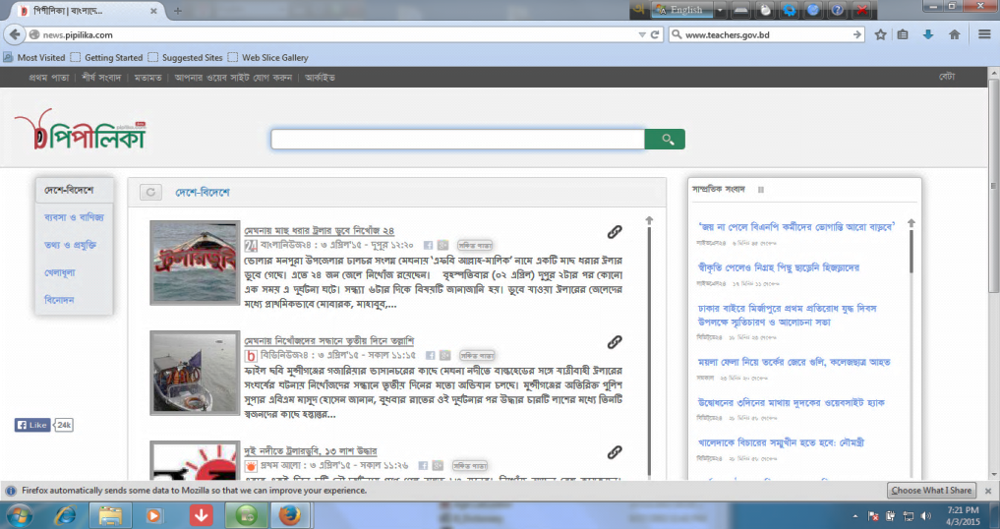 পিপীলিকা | বাংলাদে...
English
news.pipilika.com
www.teachers.gov.bd
Most Visited Getting Started Suggested Sites Web Slice Gallery
প্রথম পাতা | শীর্ষ সংবাদ | মতামত | আপনার ওয়েব সাইট যোগ করুন | আর্কাইভ
বেটা
পিপীলিকা
দেশে-বিদেশে
ব্যবসা ও বাণিজ্য
তথ্য ও প্রযুক্তি
খেলাধূলা
বিনোদন
Like 24k
দেশে-বিদেশে
মেঘনায় মাছ ধরার ট্রলার ডুবে নিখোঁজ ২৪
বাংলানিউজ২৪ : ৩ এপ্রিল'১৫ - দুপুর ১২:২০
ট্রলারডুবি
ভোলার মনপুরা উপজেলার চালচর সংলগ্ন মেঘনায় 'এফবি আল্লাহ-মালিক' নামে একটি মাছ ধরার ট্রলার
ডুবে গেছে। এতে ২৪ জন জেলে নিখোঁজ রয়েছেন। বৃহস্পতিবার (০২ এপ্রিল) দুপুর ২টার পর কোনো
এক সময় এ দূর্ঘটনা ঘটে। সন্ধ্যা ৬টার দিকে বিষয়টি জানাজানি হয়। ডুবে যাওয়া ট্রলারের জেলেদের
মধ্যে প্রাথমিকভাবে মোবারক, মাহাবুব,...
মেঘনায় নিখোঁজদের সন্ধানে তৃতীয় দিনে তল্লাশি
বিডিনিউজ২৪ : ৩ এপ্রিল'১৫ - সকাল ১১:১৫
ফাইল ছবি মুন্সীগঞ্জের গজারিয়ার ভাসানচরের কাছে মেঘনা নদীতে বাল্কহেডের সঙ্গে যাত্রীবাহী ট্রলারের
সংঘর্ষের ঘটনায় নিখোঁজদের সন্ধানে তৃতীয় দিনের মতো অভিযান চলছে। মুন্সীগঞ্জের অতিরিক্ত পুলিশ
সুপার এবিএম মাসুদ হোসেন জানান, বুধবার রাতের ওই দূর্ঘটনার পর উদ্ধার চারটি লাশের মধ্যে তিনটি
স্বজনদের কাছে হস্তান্তর...
দুই নদীতে ট্রলারডুবি, ১৩ লাশ উদ্ধার
প্রথম আলো : ৩ এপ্রিল'১৫ - সকাল ১১:২৬
সাম্প্রতিক সংবাদ
'জয় না পেলে বিএনপি কর্মীদের ভোগান্তি আরো বাড়বে'
স্বীকৃতি পেলেও নিগ্রহ পিছু ছাড়েনি হিজড়াদের
ঢাকার বাইরে মির্জাপুরে প্রথম প্রতিরোধ যুদ্ধ দিবস
উপলক্ষে স্মৃতিচারণ ও আলোচনা সভা
ময়লা ফেলা নিয়ে তর্কের জেরে গুলি, কলেজছাত্র আহত
উদ্বোধনের ৩দিনের মাথায় দুদকের ওয়েবসাইট হ্যাক
খালেদাকে বিচারের সম্মুখীন হতে হবে: নৌমন্ত্রী
Firefox automatically sends some data to Mozilla so that we can improve your experience.
Choose What I Share
7:21 PM
4/3/2015